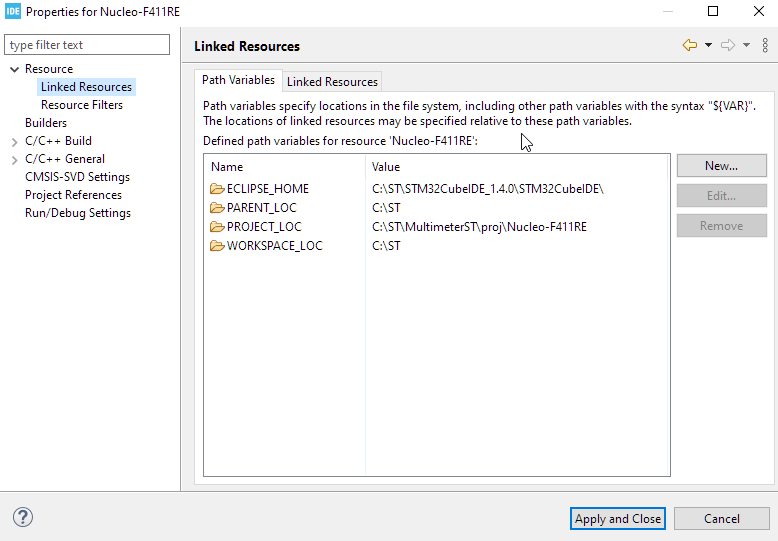 IDE Properties for Nucleo-F411RE
type filter text
Resource
Linked Resources
Resource Filters
Builders
C/C++ Build
C/C++ General
CMSIS-SVD Settings
Project References
Run/Debug Settings
Linked Resources
Path Variables Linked Resources
Path variables specify locations in the file system, including other path variables with the syntax "${VAR}".
The locations of linked resources may be specified relative to these path variables.
Defined path variables for resource 'Nucleo-F411RE':
Name Value
ECLIPSE_HOME C:\ST\STM32CubeIDE_1.4.0\STM32CubeIDE\
PARENT_LOC C:\ST
PROJECT_LOC C:\ST\MultimeterST\proj\Nucleo-F411RE
WORKSPACE_LOC C:\ST
New...
Edit...
Remove
?
Apply and Close Cancel